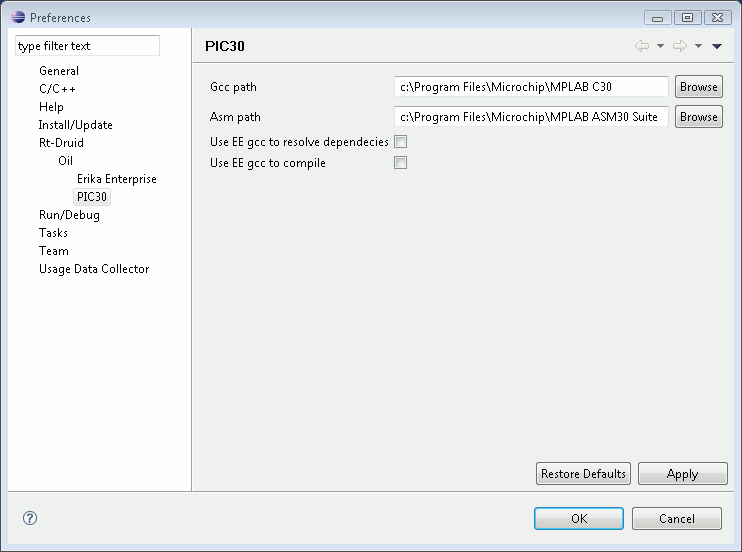 Preferences
type filter text
General
C/C++
Help
Install/Update
Rt-Druid
Oil
Erika Enterprise
PIC30
Run/Debug
Tasks
Team
Usage Data Collector
PIC30
Gcc path c:\Program Files\Microchip\MPLAB C30 Browse
Asm path c:\Program Files\Microchip\MPLAB ASM30 Suite Browse
Use EE gcc to resolve dependecies
Use EE gcc to compile
Restore Defaults Apply
? OK Cancel